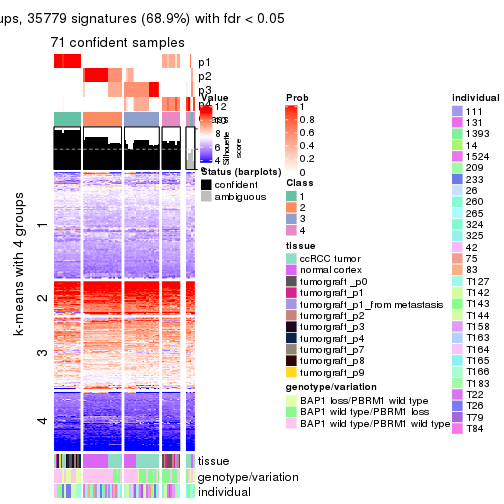 ups, 35779 signatures (68.9%) with fdr < 0.05
71 confident samples
p1
p2
p3
p4
Value
12
10
8
6
4
Silhouette
score
Status (barplots)
confident
ambiguous
Prob
1
0.8
0.6
0.4
0.2
0
Class
1
2
3
4
tissue
ccRCC tumor
normal cortex
tumorgraft _p0
tumorgraft_p1
tumorgraft_p1_from metastasis
tumorgraft_p2
tumorgraft_p3
tumorgraft_p4
tumorgraft_p7
tumorgraft_p8
tumorgraft_p9
genotype/variation
BAP1 loss/PBRM1 wild type
BAP1 wild type/PBRM1 loss
BAP1 wild type/PBRM1 wild type
individual
111
131
1393
14
1524
209
233
26
260
265
324
325
42
75
83
T127
T142
T143
T144
T158
T163
T164
T165
T166
T183
T22
T26
T79
T84
k-means with 4 groups
1
2
3
4
tissue
genotype/variation
individual